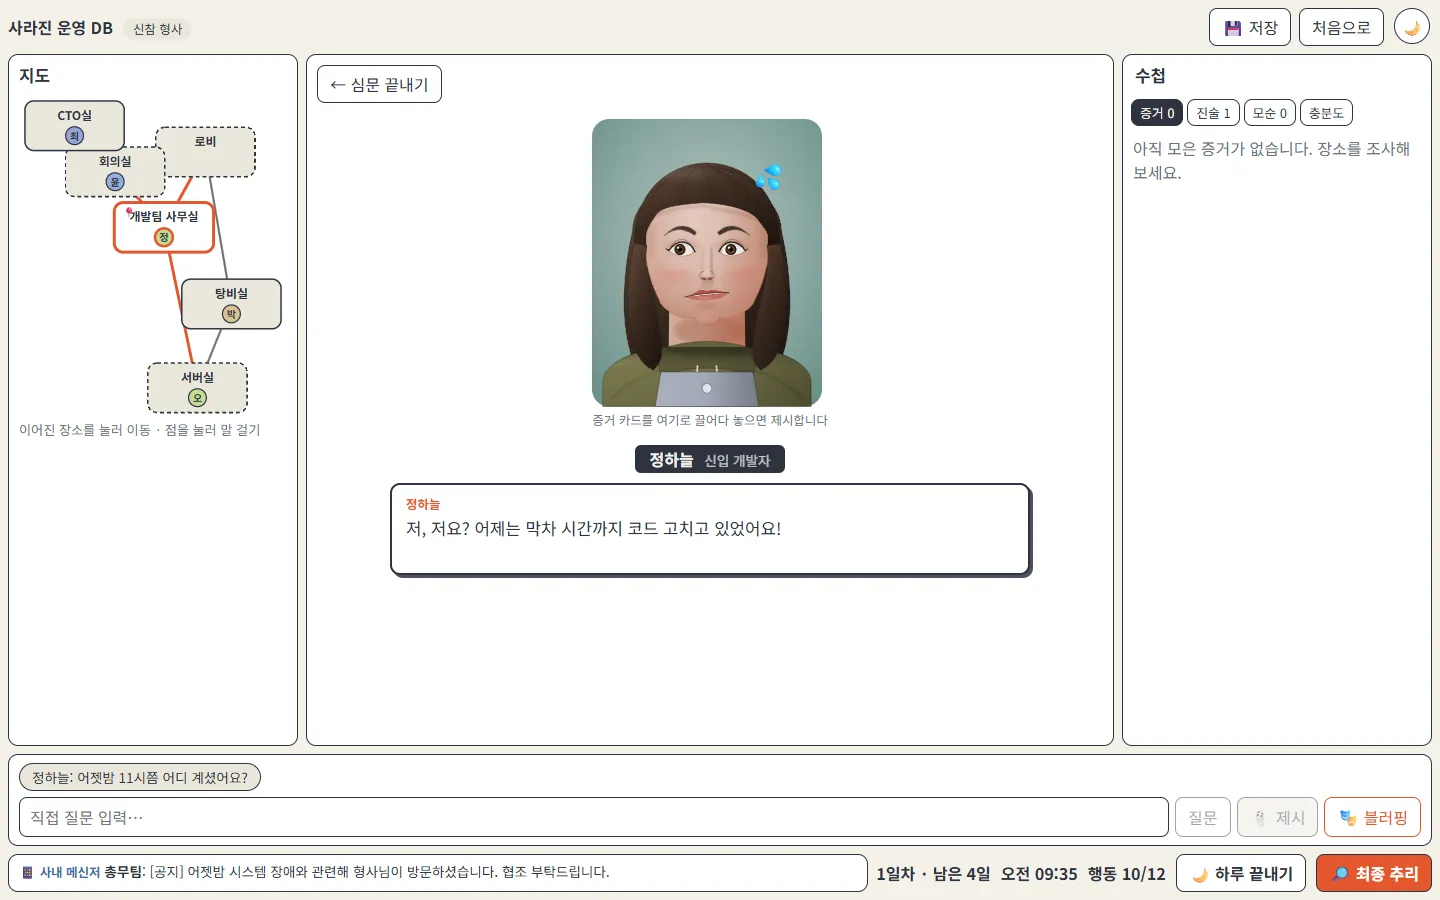 사라진 운영 DB 신참 형사
💾 저장 처음으로 🌙
지도
CTO실
최
로비
회의실
윤
📍개발팀 사무실
정
탕비실
박
서버실
오
이어진 장소를 눌러 이동 · 점을 눌러 말 걸기
← 심문 끝내기
증거 카드를 여기로 끌어다 놓으면 제시합니다
정하늘 신입 개발자
정하늘
저, 저요? 어제는 막차 시간까지 코드 고치고 있었어요!
수첩
증거 0 진술 1 모순 0 충분도
아직 모은 증거가 없습니다. 장소를 조사해
보세요.
정하늘: 어젯밤 11시쯤 어디 계셨어요?
직접 질문 입력…
질문 제시 🎭 블러핑
사내 메신저 총무팀: [공지] 어젯밤 시스템 장애와 관련해 형사님이 방문하셨습니다. 협조 부탁드립니다.
1일차 · 남은 4일 오전 09:35 행동 10/12 🌙 하루 끝내기 🔎 최종 추리